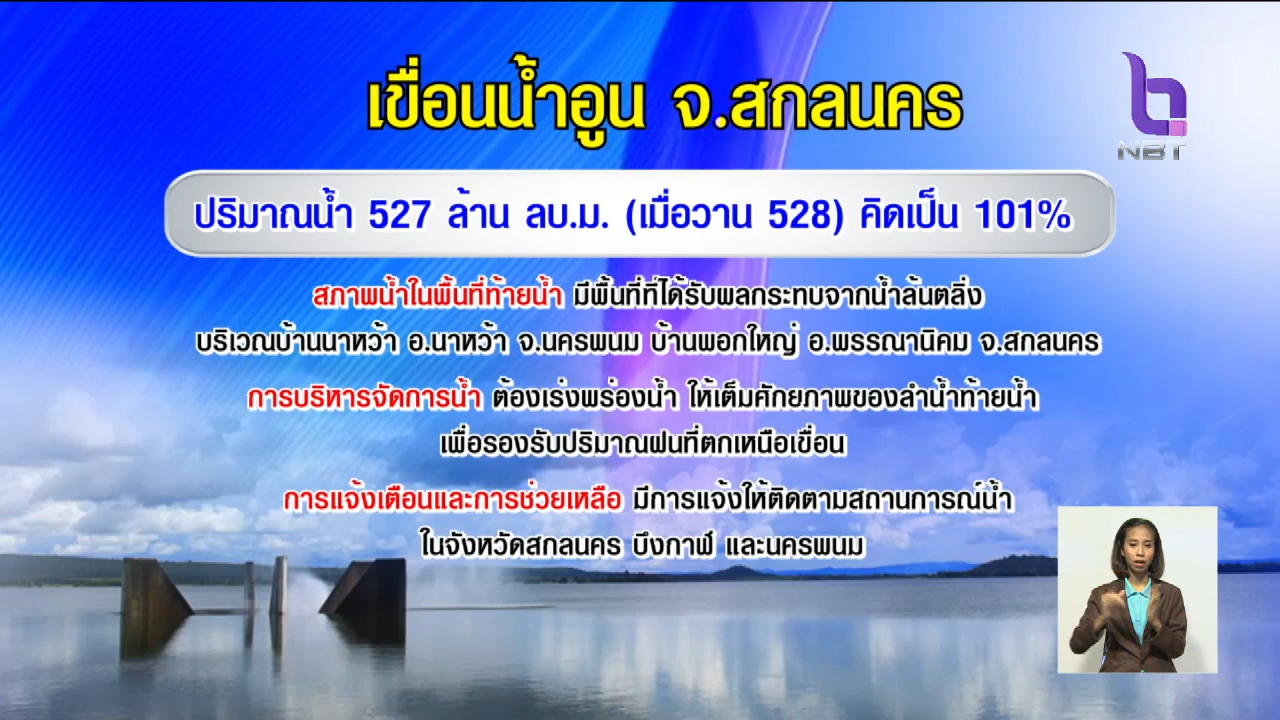 เขื่อนน้ำอูน จ.สกลนคร
NBT
ปริมาณน้ำ 527 ล้าน ลบ.ม. (เมื่อวาน 528) คิดเป็น 101%
สภาพน้ำในพื้นที่ท้ายน้ำ มีพื้นที่ที่ได้รับผลกระทบจากน้ำล้นตลิ่ง
บริเวณบ้านนาหว้า อ.นาหว้า จ.นครพนม บ้านพอกใหญ่ อ.พรรณานิคม จ.สกลนคร
การบริหารจัดการน้ำ ต้องเร่งพร่องน้ำ ให้เต็มศักยภาพของลำน้ำท้ายน้ำ
เพื่อรองรับปริมาณฝนที่ตกเหนือเขื่อน
การแจ้งเตือนและการช่วยเหลือ มีการแจ้งให้ติดตามสถานการณ์น้ำ
ในจังหวัดสกลนคร บึงกาฬ และนครพนม